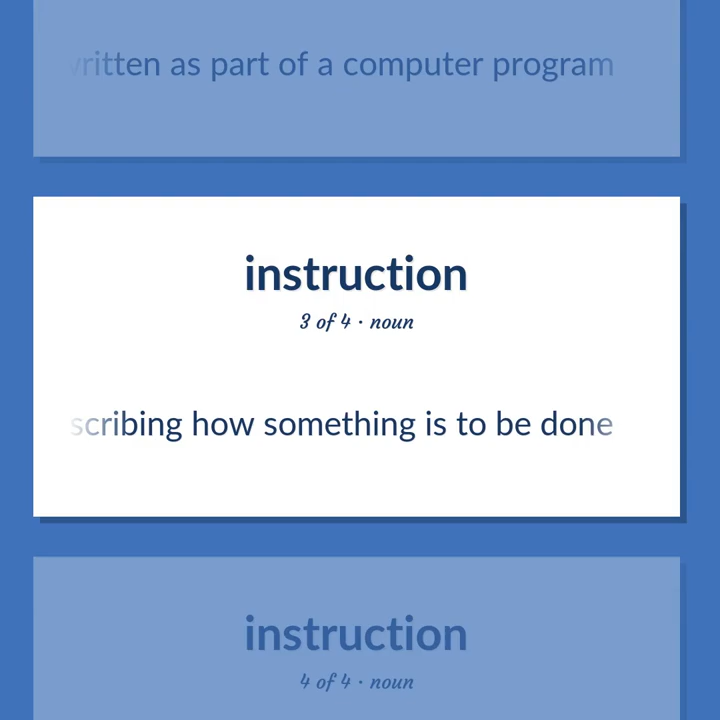 written as part of a computer program
instruction
3 of 4 · noun
scribing how something is to be done
instruction
4 of 4 · noun